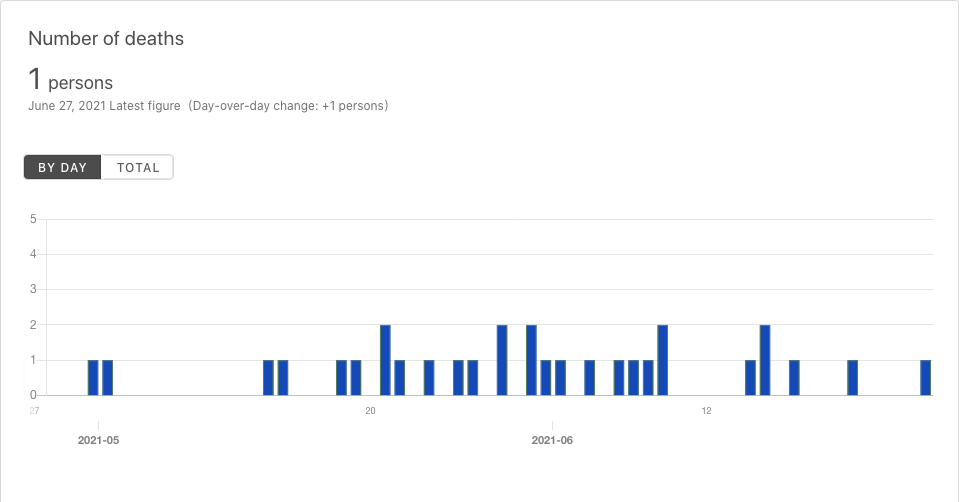 Number of deaths
1 persons
June 27, 2021 Latest figure (Day-over-day change: +1 persons)
BY DAY TOTAL
5
4
3
2
1
0
27 20 12
2021-05 2021-06